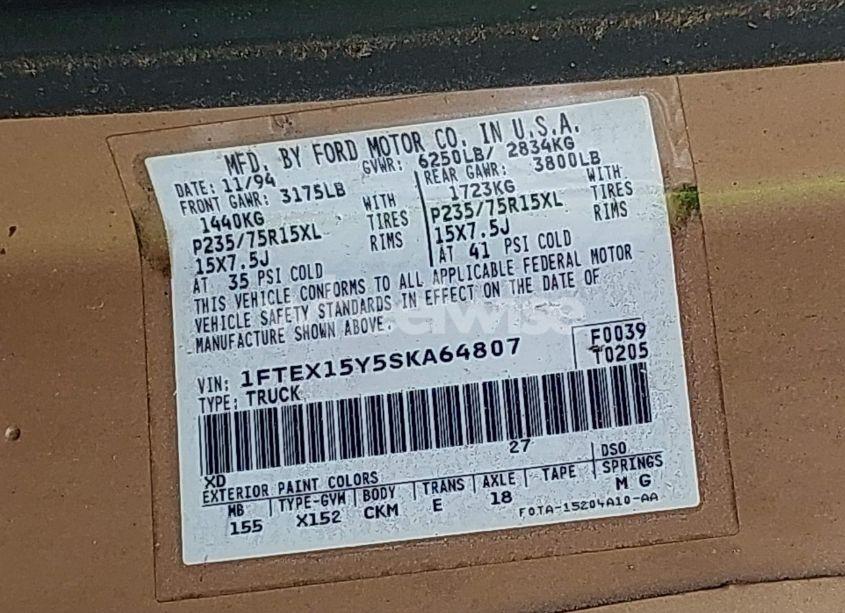 MFD. BY FORD MOTOR CO. IN U.S.A.
DATE: 11/94 GVWR: 6250LB/ 2834KG
FRONT GAWR: 3175LB REAR GAWR: 3800LB
1440KG WITH 1723KG WITH
P235/75R15XL TIRES P235/75R15XL TIRES
15X7.5J RIMS 15X7.5J RIMS
AT 35 PSI COLD AT 41 PSI COLD
THIS VEHICLE CONFORMS TO ALL APPLICABLE FEDERAL MOTOR
VEHICLE SAFETY STANDARDS IN EFFECT ON THE DATE OF
MANUFACTURE SHOWN ABOVE.
VIN: 1FTEX15Y5SKA64807 F0039
TYPE: TRUCK T0205
XD 27 DSO
EXTERIOR PAINT COLORS
MB TYPE-GVM BODY TRANS AXLE TAPE SPRINGS
155 X152 CKM E 18 M G
F0TA-15204A10-AA